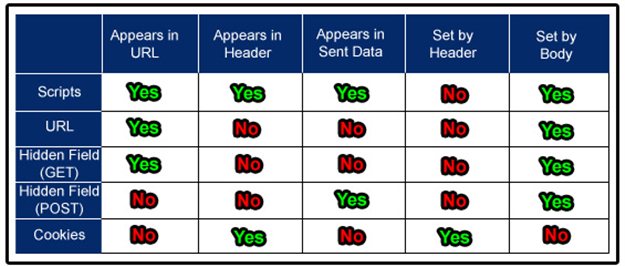 Appears in URL Appears in Header Appears in Sent Data Set by Header Set by Body
Scripts Yes Yes Yes No Yes
URL Yes No No No Yes
Hidden Field (GET) Yes No No No Yes
Hidden Field (POST) No No Yes No Yes
Cookies No Yes No Yes No